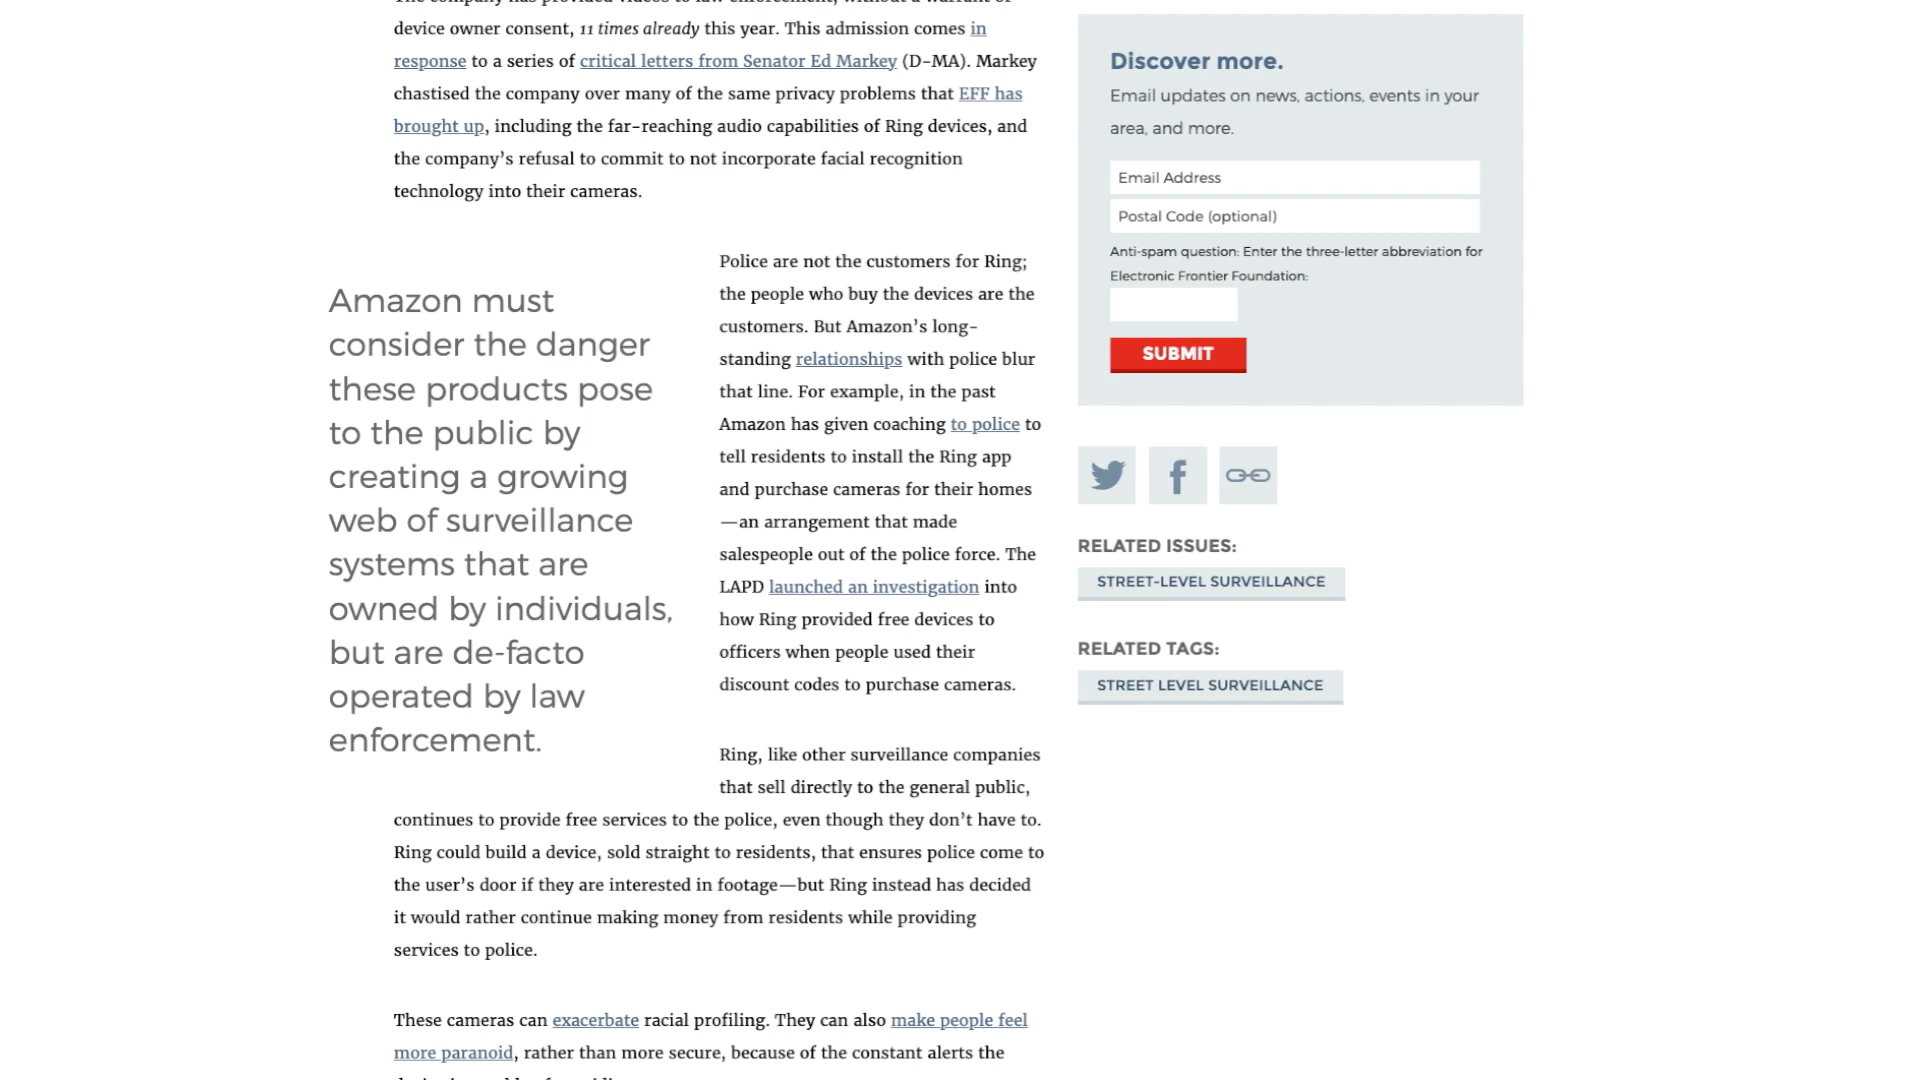 device owner consent, 11 times already this year. This admission comes in
response to a series of critical letters from Senator Ed Markey (D-MA). Markey
chastised the company over many of the same privacy problems that EFF has
brought up, including the far-reaching audio capabilities of Ring devices, and
the company’s refusal to commit to not incorporate facial recognition
technology into their cameras.
Amazon must
consider the danger
these products pose
to the public by
creating a growing
web of surveillance
systems that are
owned by individuals,
but are de-facto
operated by law
enforcement.
Police are not the customers for Ring;
the people who buy the devices are the
customers. But Amazon’s long-
standing relationships with police blur
that line. For example, in the past
Amazon has given coaching to police to
tell residents to install the Ring app
and purchase cameras for their homes
—an arrangement that made
salespeople out of the police force. The
LAPD launched an investigation into
how Ring provided free devices to
officers when people used their
discount codes to purchase cameras.
Ring, like other surveillance companies
that sell directly to the general public,
continues to provide free services to the police, even though they don’t have to.
Ring could build a device, sold straight to residents, that ensures police come to
the user’s door if they are interested in footage—but Ring instead has decided
it would rather continue making money from residents while providing
services to police.
These cameras can exacerbate racial profiling. They can also make people feel
more paranoid, rather than more secure, because of the constant alerts the
Discover more.
Email updates on news, actions, events in your
area, and more.
Email Address
Postal Code (optional)
Anti-spam question: Enter the three-letter abbreviation for
Electronic Frontier Foundation:
SUBMIT
RELATED ISSUES:
STREET-LEVEL SURVEILLANCE
RELATED TAGS:
STREET LEVEL SURVEILLANCE